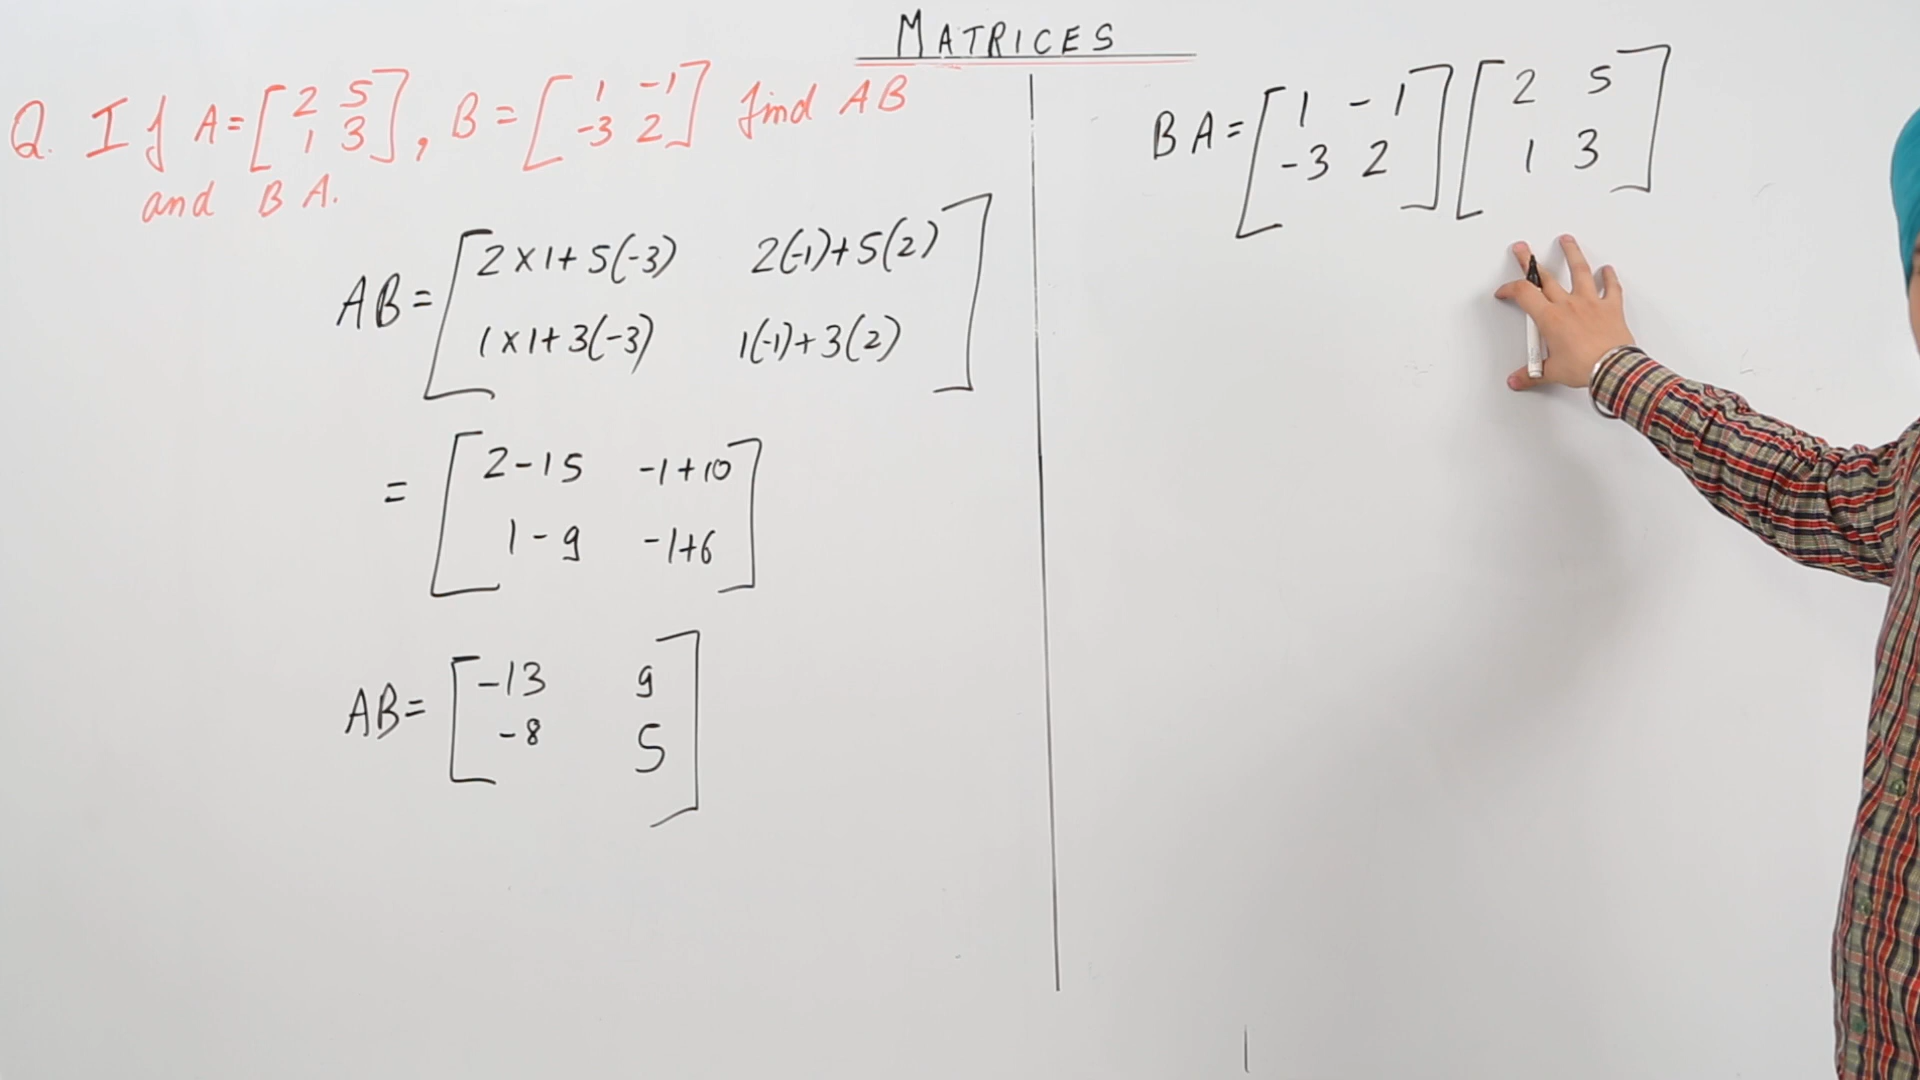 MATRICES
Q. If A = [2 5 1 3], B = [1 -1 -3 2] find AB
and BA.
AB = [2×1+5(-3) 2(-1)+5(2)
1×1+3(-3) 1(-1)+3(2)]
= [2-15 -1+10
1-9 -1+6]
AB = [-13 9
-8 5]
BA = [1 -1 [2 5
-3 2] 1 3]